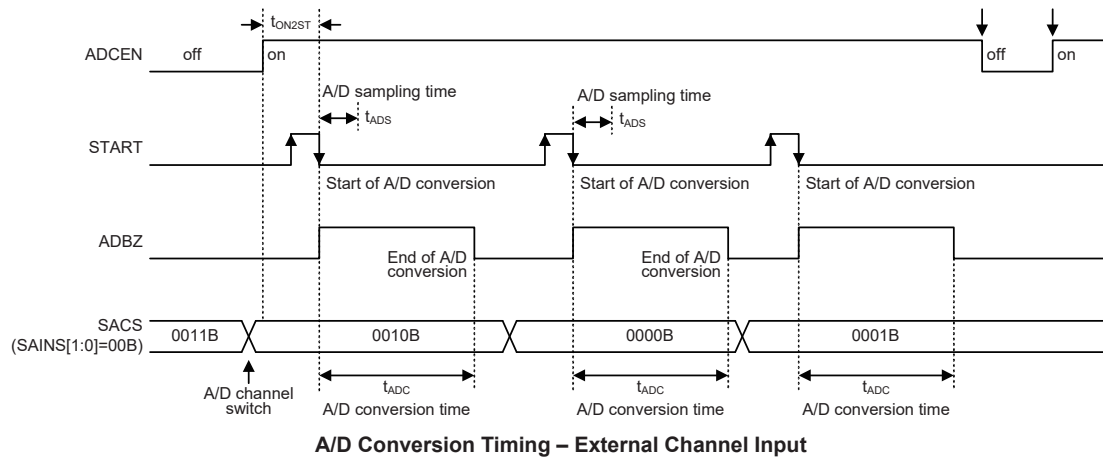 tON2ST
ADCEN
off
on
off
on
A/D sampling time
tADS
A/D sampling time
tADS
START
Start of A/D conversion
Start of A/D conversion
Start of A/D conversion
ADBZ
End of A/D
conversion
End of A/D
conversion
SACS
(SAINS[1:0]=00B)
0011B
0010B
0000B
0001B
A/D channel
switch
tADC
A/D conversion time
tADC
A/D conversion time
tADC
A/D conversion time
A/D Conversion Timing – External Channel Input